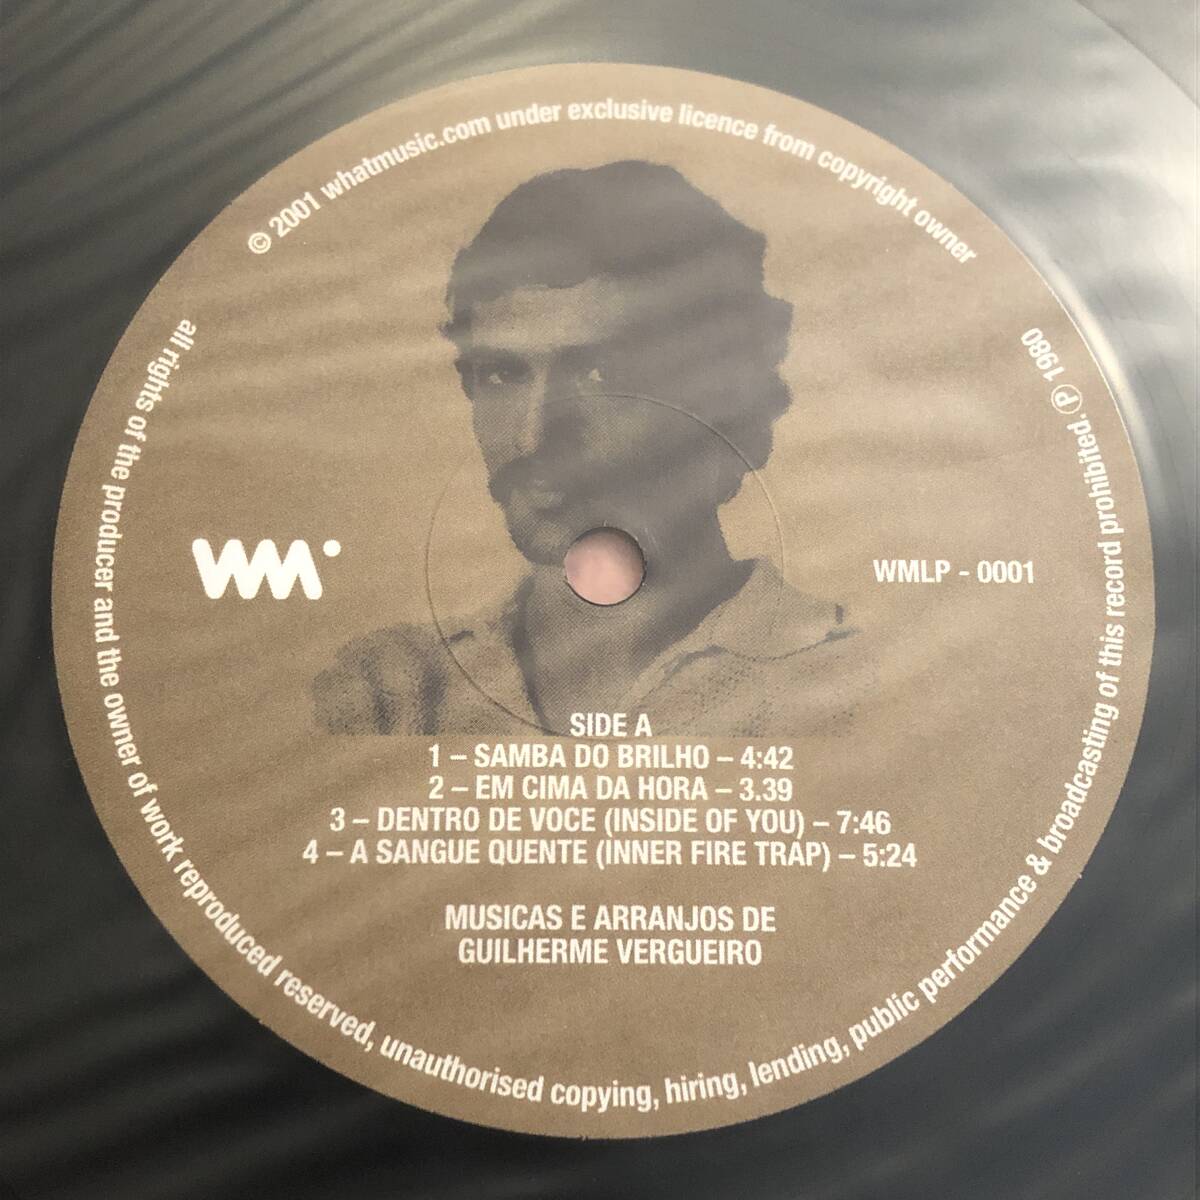 © 2001 whatmusic.com under exclusive licence from copyright owner
WM
WMLP - 0001
SIDE A
1 – SAMBA DO BRILHO – 4:42
2 – EM CIMA DA HORA – 3.39
3 – DENTRO DE VOCE (INSIDE OF YOU) – 7:46
4 – A SANGUE QUENTE (INNER FIRE TRAP) – 5:24
MUSICAS E ARRANJOS DE
GUILHERME VERGUEIRO
all rights of the producer and the owner of work reproduced reserved, unauthorised copying, hiring, lending, public performance & broadcasting of this record prohibited. ℗ 1980